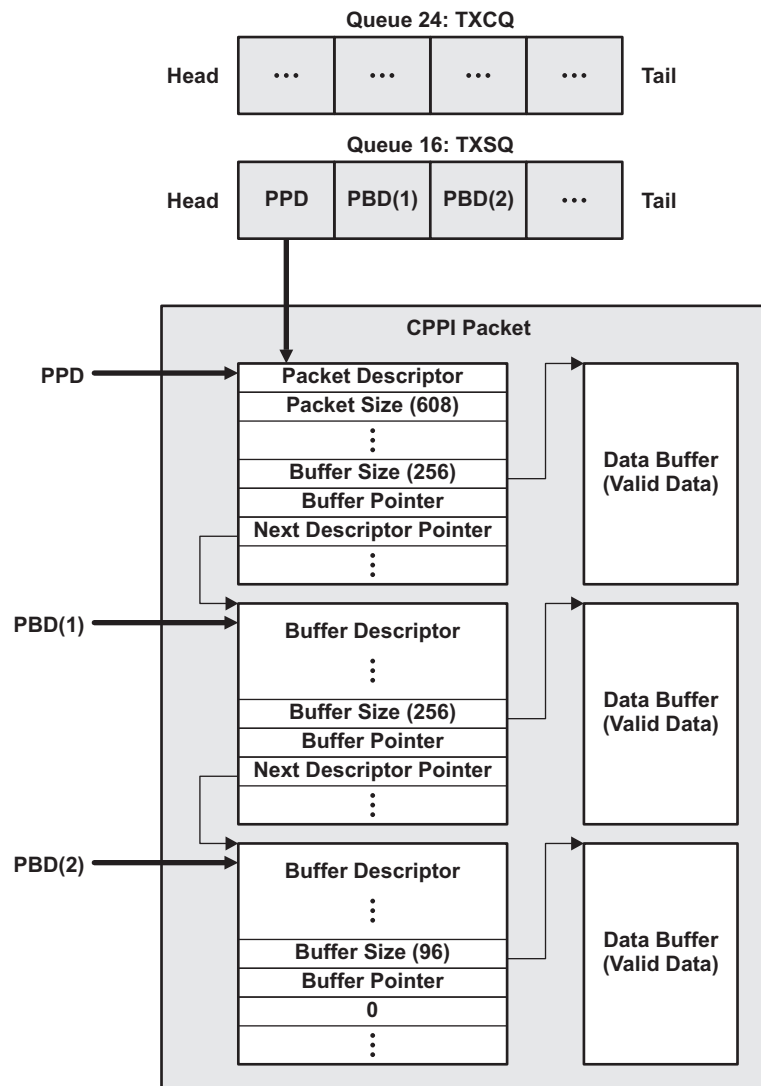 Queue 24: TXCQ
Head ... ... ... ... Tail
Queue 16: TXSQ
Head PPD PBD(1) PBD(2) ... Tail
CPPI Packet
PPD
Packet Descriptor
Packet Size (608)
⋮
Buffer Size (256)
Buffer Pointer
Next Descriptor Pointer
⋮
Data Buffer
(Valid Data)
PBD(1)
Buffer Descriptor
⋮
Buffer Size (256)
Buffer Pointer
Next Descriptor Pointer
⋮
Data Buffer
(Valid Data)
PBD(2)
Buffer Descriptor
⋮
Buffer Size (96)
Buffer Pointer
0
⋮
Data Buffer
(Valid Data)